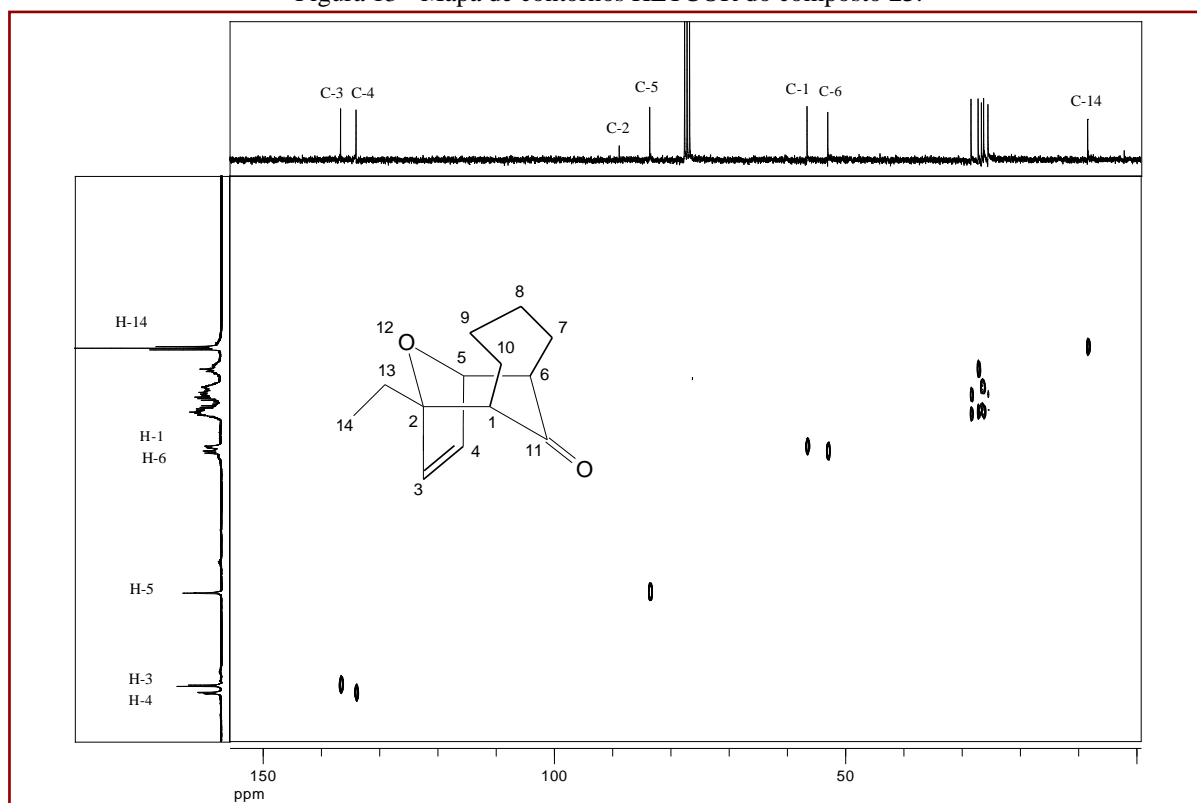 Figura 15 - Mapa de contornos HETCOR do composto 25.
C-3 C-4
C-2
C-5
C-1 C-6
C-14
H-14
H-1
H-6
H-5
H-3
H-4
8
9
7
12
O
10
5
13
6
2
1
14
4
11
O
3
150
100
50
ppm